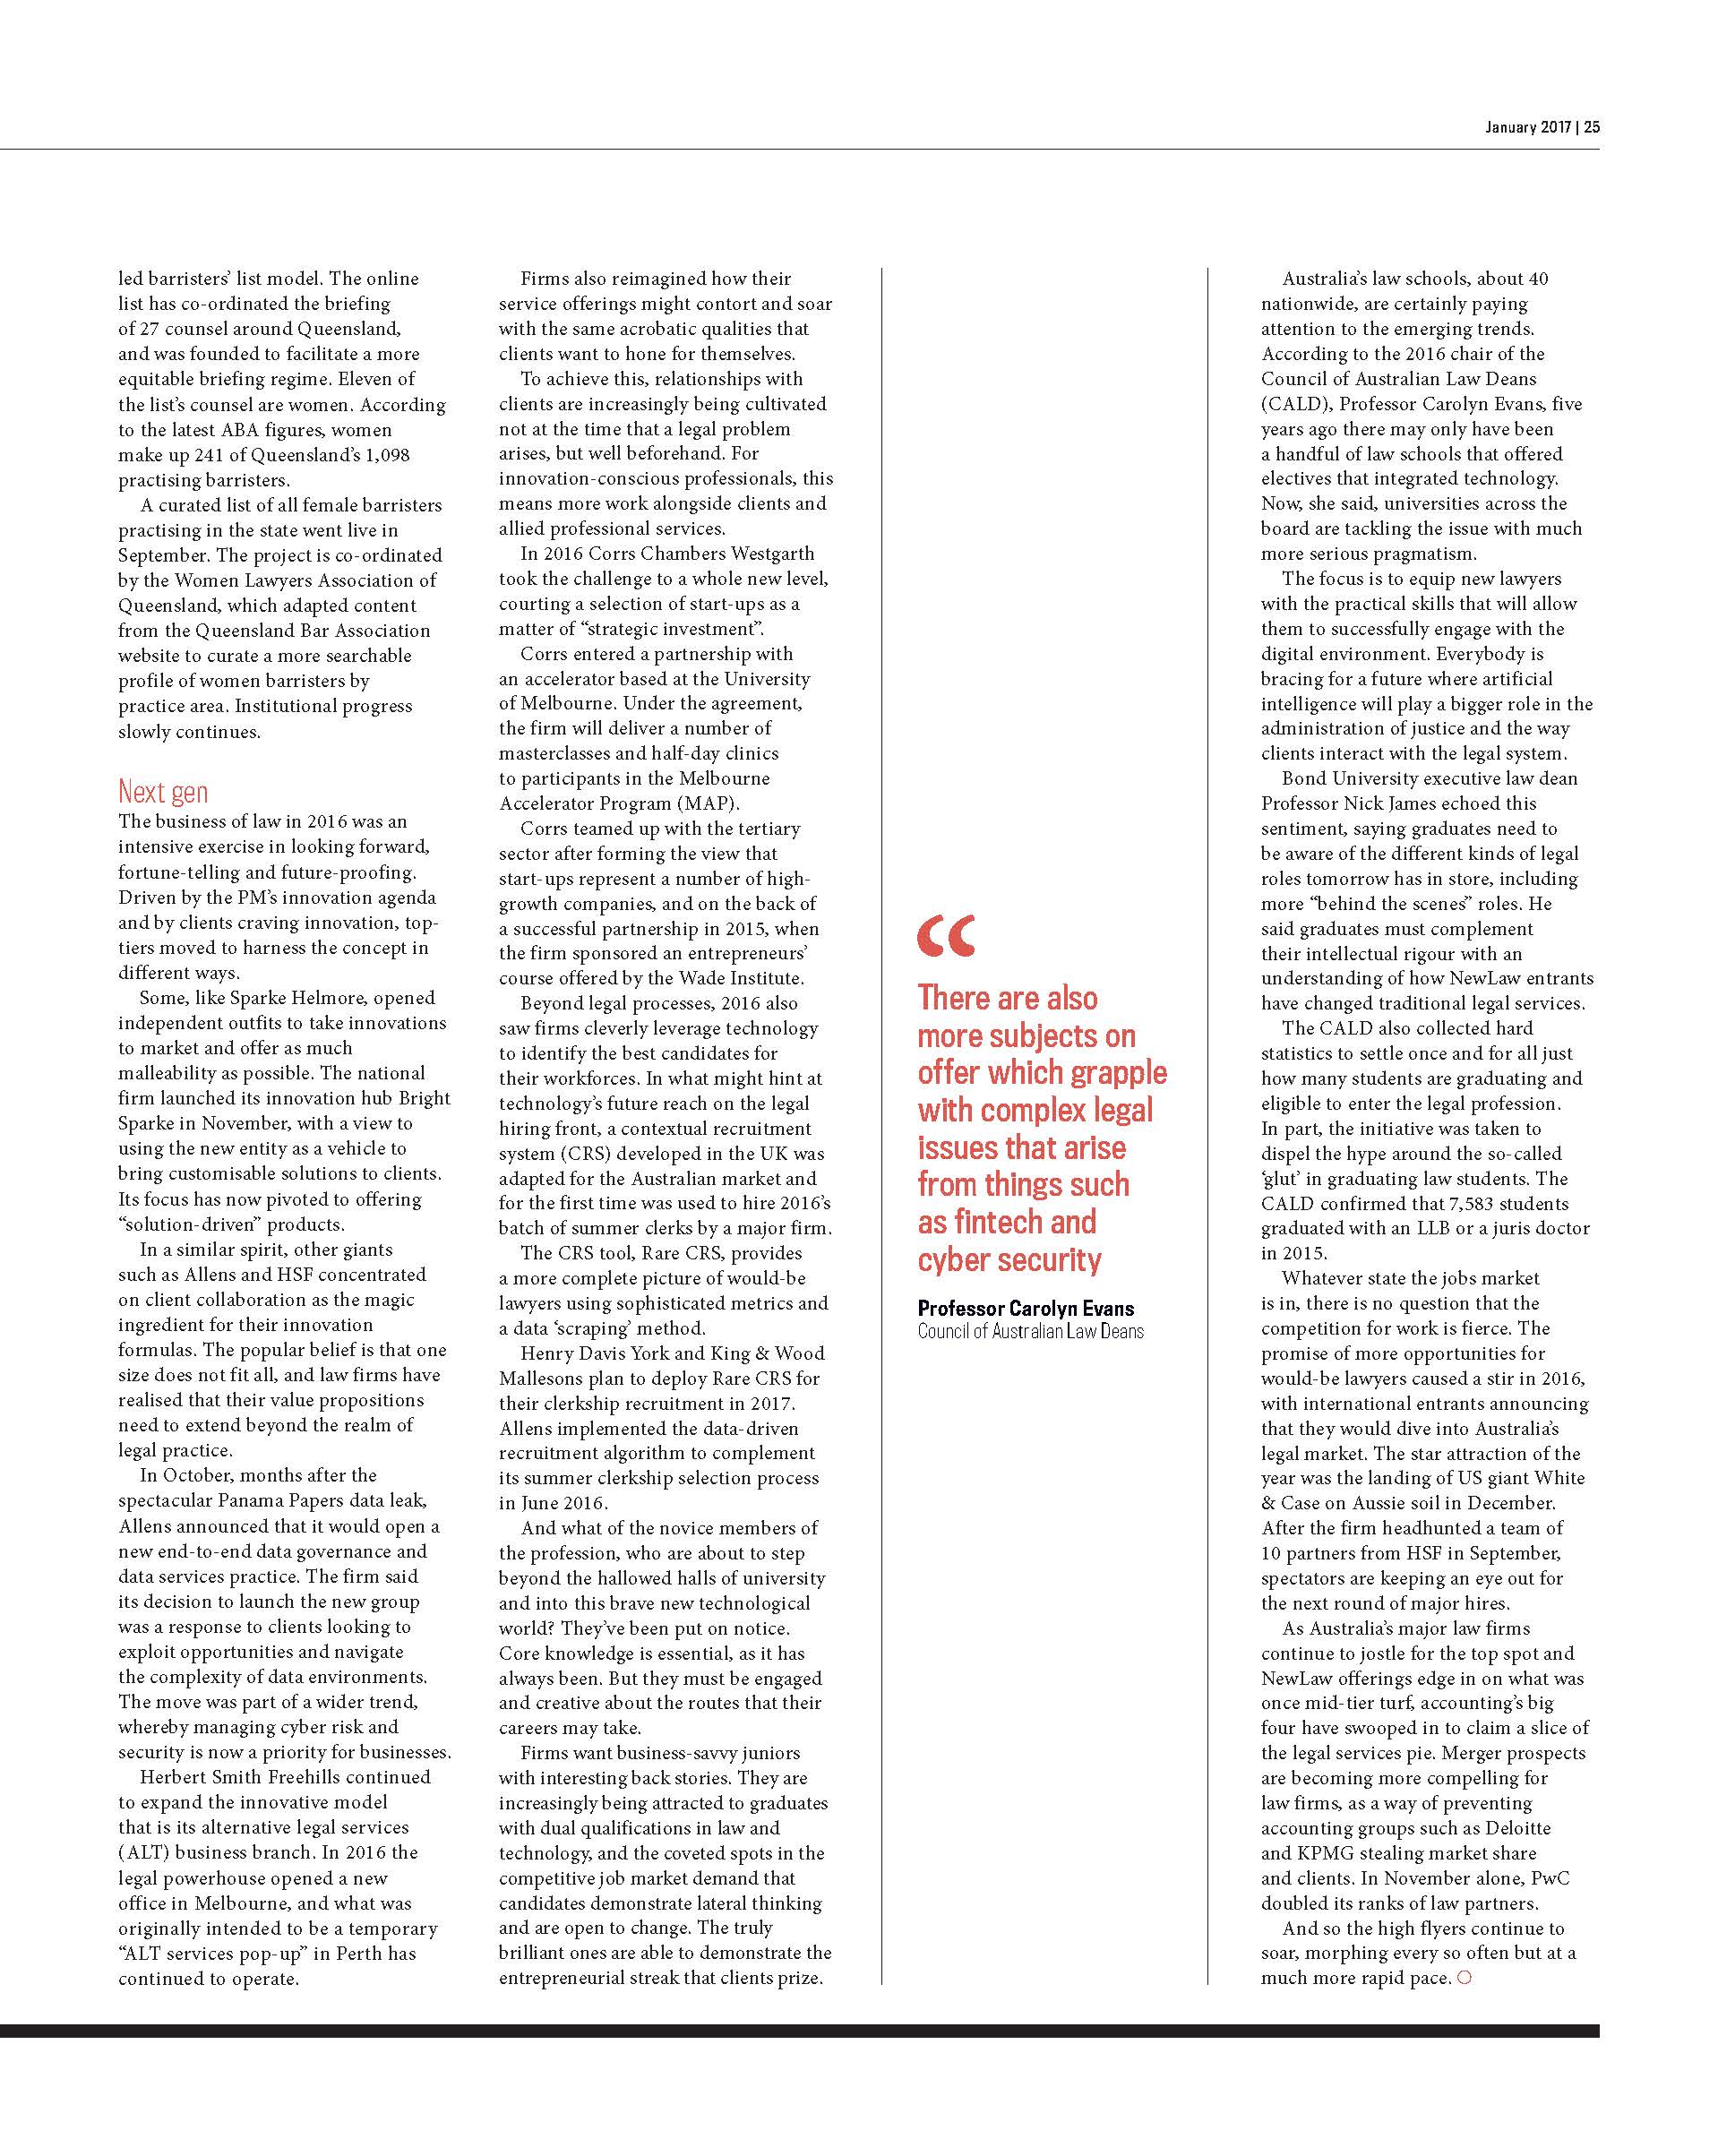 January 2017 | 25
led barristers’ list model. The online
list has co-ordinated the briefing
of 27 counsel around Queensland,
and was founded to facilitate a more
equitable briefing regime. Eleven of
the list’s counsel are women. According
to the latest ABA figures, women
make up 241 of Queensland’s 1,098
practising barristers.
A curated list of all female barristers
practising in the state went live in
September. The project is co-ordinated
by the Women Lawyers Association of
Queensland, which adapted content
from the Queensland Bar Association
website to curate a more searchable
profile of women barristers by
practice area. Institutional progress
slowly continues.
Next gen
The business of law in 2016 was an
intensive exercise in looking forward,
fortune-telling and future-proofing.
Driven by the PM’s innovation agenda
and by clients craving innovation, top-
tiers moved to harness the concept in
different ways.
Some, like Sparke Helmore, opened
independent outfits to take innovations
to market and offer as much
malleability as possible. The national
firm launched its innovation hub Bright
Sparke in November, with a view to
using the new entity as a vehicle to
bring customisable solutions to clients.
Its focus has now pivoted to offering
“solution-driven” products.
In a similar spirit, other giants
such as Allens and HSF concentrated
on client collaboration as the magic
ingredient for their innovation
formulas. The popular belief is that one
size does not fit all, and law firms have
realised that their value propositions
need to extend beyond the realm of
legal practice.
In October, months after the
spectacular Panama Papers data leak,
Allens announced that it would open a
new end-to-end data governance and
data services practice. The firm said
its decision to launch the new group
was a response to clients looking to
exploit opportunities and navigate
the complexity of data environments.
The move was part of a wider trend,
whereby managing cyber risk and
security is now a priority for businesses.
Herbert Smith Freehills continued
to expand the innovative model
that is its alternative legal services
(ALT) business branch. In 2016 the
legal powerhouse opened a new
office in Melbourne, and what was
originally intended to be a temporary
“ALT services pop-up” in Perth has
continued to operate.
Firms also reimagined how their
service offerings might contort and soar
with the same acrobatic qualities that
clients want to hone for themselves.
To achieve this, relationships with
clients are increasingly being cultivated
not at the time that a legal problem
arises, but well beforehand. For
innovation-conscious professionals, this
means more work alongside clients and
allied professional services.
In 2016 Corrs Chambers Westgarth
took the challenge to a whole new level,
courting a selection of start-ups as a
matter of “strategic investment”.
Corrs entered a partnership with
an accelerator based at the University
of Melbourne. Under the agreement,
the firm will deliver a number of
masterclasses and half-day clinics
to participants in the Melbourne
Accelerator Program (MAP).
Corrs teamed up with the tertiary
sector after forming the view that
start-ups represent a number of high-
growth companies, and on the back of
a successful partnership in 2015, when
the firm sponsored an entrepreneurs’
course offered by the Wade Institute.
Beyond legal processes, 2016 also
saw firms cleverly leverage technology
to identify the best candidates for
their workforces. In what might hint at
technology’s future reach on the legal
hiring front, a contextual recruitment
system (CRS) developed in the UK was
adapted for the Australian market and
for the first time was used to hire 2016’s
batch of summer clerks by a major firm.
The CRS tool, Rare CRS, provides
a more complete picture of would-be
lawyers using sophisticated metrics and
a data ‘scraping’ method.
Henry Davis York and King & Wood
Mallesons plan to deploy Rare CRS for
their clerkship recruitment in 2017.
Allens implemented the data-driven
recruitment algorithm to complement
its summer clerkship selection process
in June 2016.
And what of the novice members of
the profession, who are about to step
beyond the hallowed halls of university
and into this brave new technological
world? They’ve been put on notice.
Core knowledge is essential, as it has
always been. But they must be engaged
and creative about the routes that their
careers may take.
Firms want business-savvy juniors
with interesting back stories. They are
increasingly being attracted to graduates
with dual qualifications in law and
technology, and the coveted spots in the
competitive job market demand that
candidates demonstrate lateral thinking
and are open to change. The truly
brilliant ones are able to demonstrate the
entrepreneurial streak that clients prize.
“
There are also
more subjects on
offer which grapple
with complex legal
issues that arise
from things such
as fintech and
cyber security
Professor Carolyn Evans
Council of Australian Law Deans
Australia’s law schools, about 40
nationwide, are certainly paying
attention to the emerging trends.
According to the 2016 chair of the
Council of Australian Law Deans
(CALD), Professor Carolyn Evans, five
years ago there may only have been
a handful of law schools that offered
electives that integrated technology.
Now, she said, universities across the
board are tackling the issue with much
more serious pragmatism.
The focus is to equip new lawyers
with the practical skills that will allow
them to successfully engage with the
digital environment. Everybody is
bracing for a future where artificial
intelligence will play a bigger role in the
administration of justice and the way
clients interact with the legal system.
Bond University executive law dean
Professor Nick James echoed this
sentiment, saying graduates need to
be aware of the different kinds of legal
roles tomorrow has in store, including
more “behind the scenes” roles. He
said graduates must complement
their intellectual rigour with an
understanding of how NewLaw entrants
have changed traditional legal services.
The CALD also collected hard
statistics to settle once and for all just
how many students are graduating and
eligible to enter the legal profession.
In part, the initiative was taken to
dispel the hype around the so-called
‘glut’ in graduating law students. The
CALD confirmed that 7,583 students
graduated with an LLB or a juris doctor
in 2015.
Whatever state the jobs market
is in, there is no question that the
competition for work is fierce. The
promise of more opportunities for
would-be lawyers caused a stir in 2016,
with international entrants announcing
that they would dive into Australia’s
legal market. The star attraction of the
year was the landing of US giant White
& Case on Aussie soil in December.
After the firm headhunted a team of
10 partners from HSF in September,
spectators are keeping an eye out for
the next round of major hires.
As Australia’s major law firms
continue to jostle for the top spot and
NewLaw offerings edge in on what was
once mid-tier turf, accounting’s big
four have swooped in to claim a slice of
the legal services pie. Merger prospects
are becoming more compelling for
law firms, as a way of preventing
accounting groups such as Deloitte
and KPMG stealing market share
and clients. In November alone, PwC
doubled its ranks of law partners.
And so the high flyers continue to
soar, morphing every so often but at a
much more rapid pace.